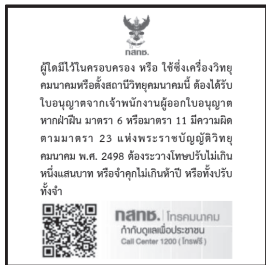 กสทช.
ผู้ใดมีไว้ในครอบครอง หรือ ใช้ซึ่งเครื่องวิทยุ
คมนาคมหรือตั้งสถานีวิทยุคมนาคมนี้ ต้องได้รับ
ใบอนุญาตจากเจ้าพนักงานผู้ออกใบอนุญาต
หากฝ่าฝืน มาตรา 6 หรือมาตรา 11 มีความผิด
ตามมาตรา 23 แห่งพระราชบัญญัติวิทยุ
คมนาคม พ.ศ. 2498 ต้องระวางโทษปรับไม่เกิน
หนึ่งแสนบาท หรือจำคุกไม่เกินห้าปี หรือทั้งปรับ
ทั้งจำ
กสทช. | โทรคมนาคม
กำกับดูแลเพื่อประชาชน
Call Center 1200 (โทรฟรี)